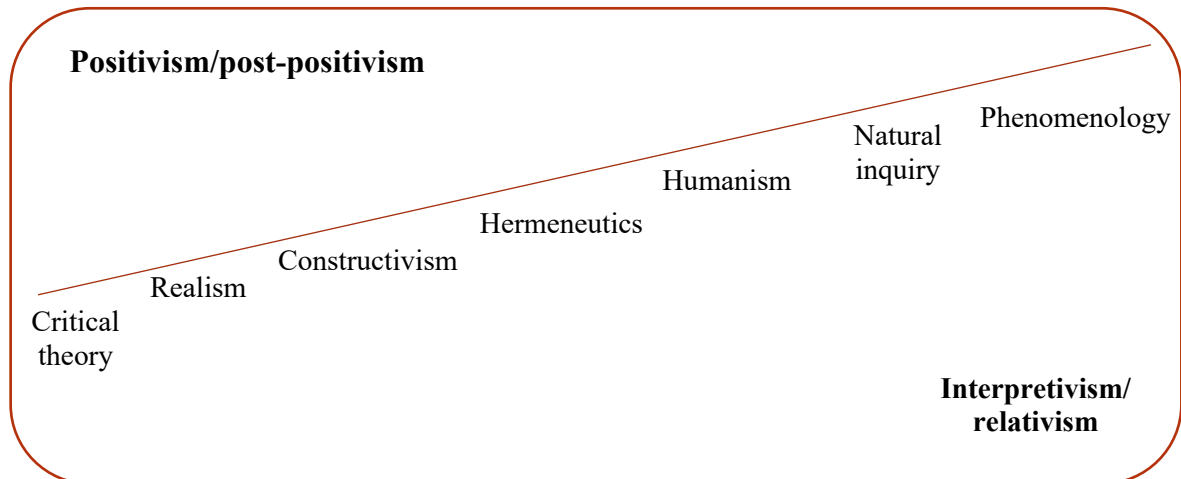 Positivism/post-positivism
Phenomenology
Natural
inquiry
Humanism
Hermeneutics
Constructivism
Realism
Critical
theory
Interpretivism/
relativism